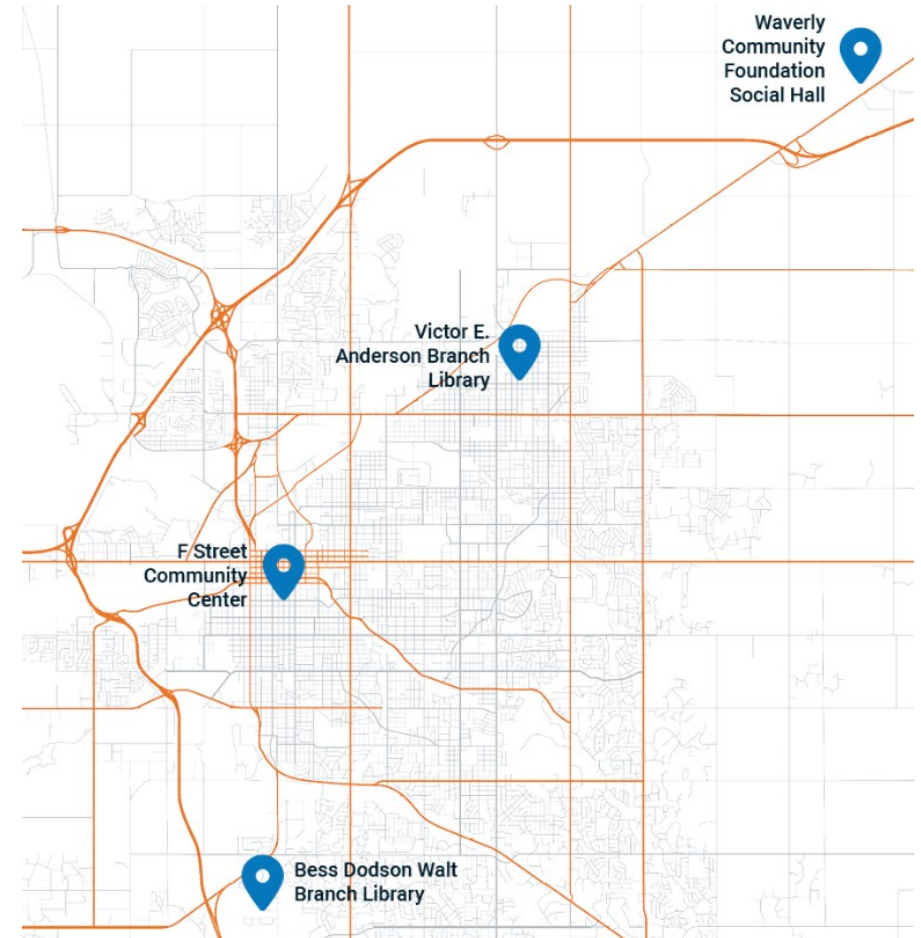 Waverly
Community
Foundation
Social Hall
Victor E.
Anderson Branch
Library
F Street
Community
Center
Bess Dodson Walt
Branch Library